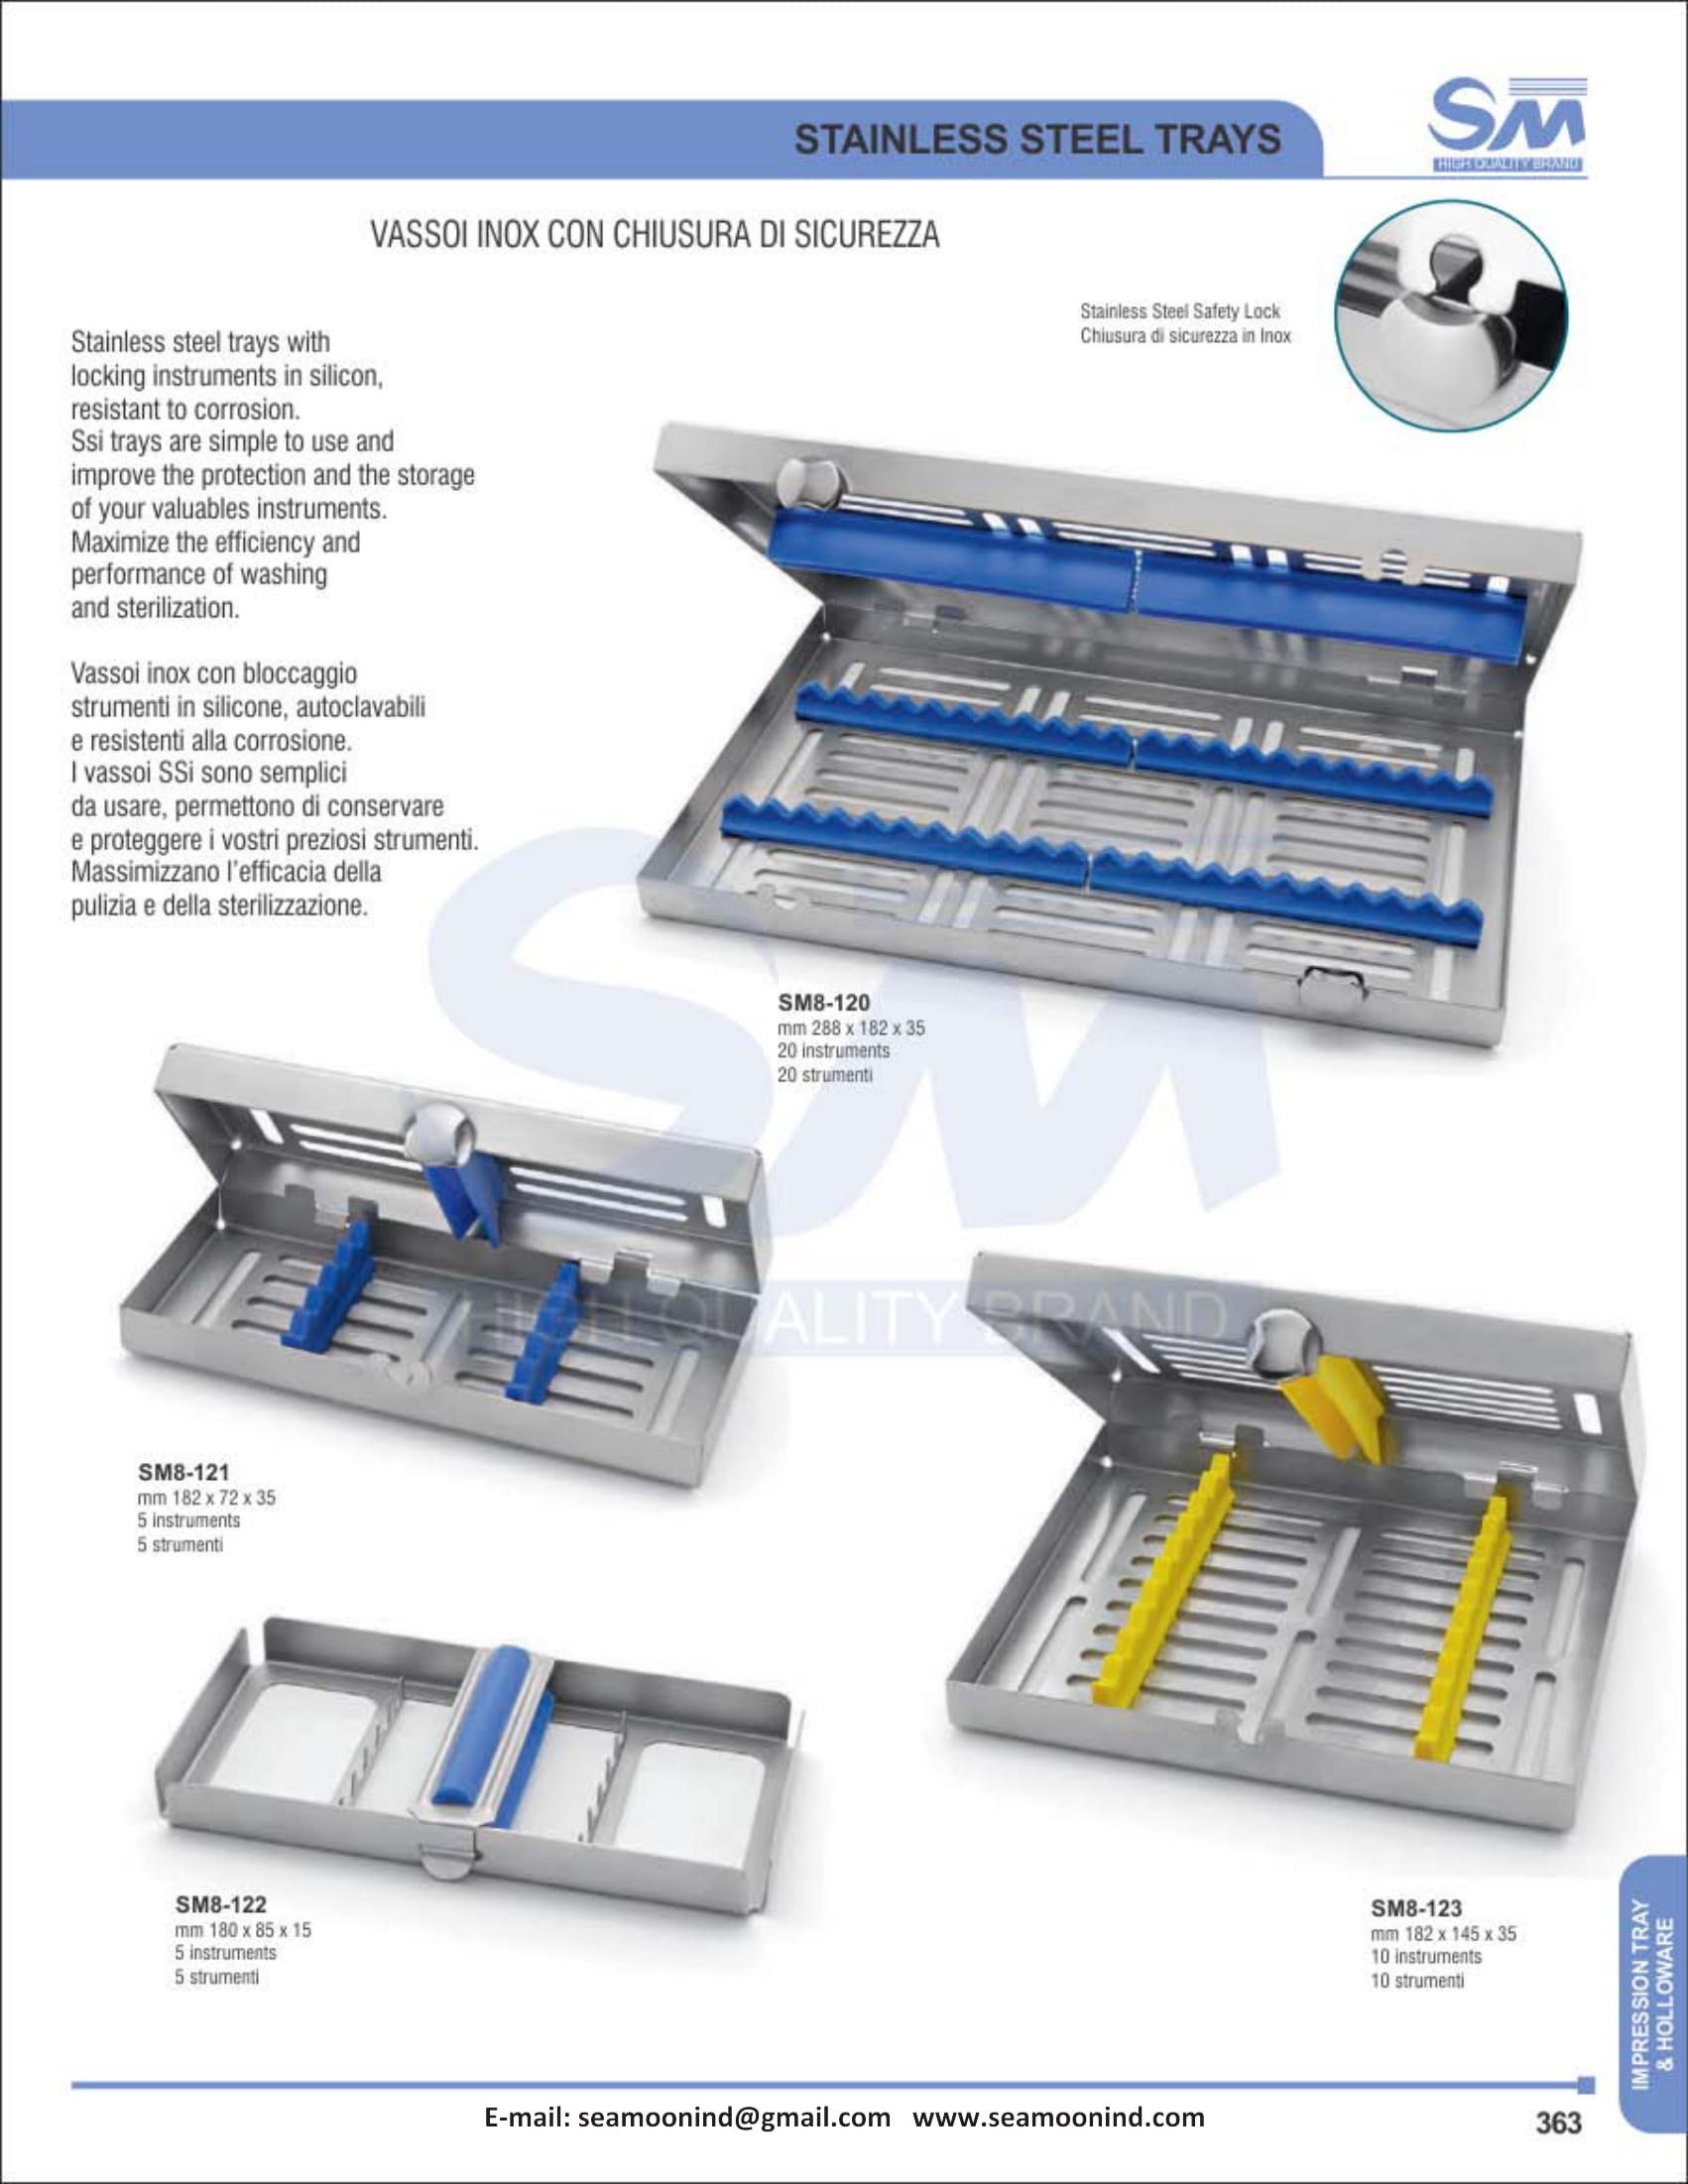 STAINLESS STEEL TRAYS
SM
HIGH QUALITY BRAND
VASSOI INOX CON CHIUSURA DI SICUREZZA
Stainless Steel Safety Lock
Chiusura di sicurezza in Inox
Stainless steel trays with
locking instruments in silicon,
resistant to corrosion.
Ssi trays are simple to use and
improve the protection and the storage
of your valuables instruments.
Maximize the efficiency and
performance of washing
and sterilization.
Vassoi inox con bloccaggio
strumenti in silicone, autoclavabili
e resistenti alla corrosione.
I vassoi SSi sono semplici
da usare, permettono di conservare
e proteggere i vostri preziosi strumenti.
Massimizzano l'efficacia della
pulizia e della sterilizzazione.
SM8-120
mm 288 x 182 x 35
20 instruments
20 strumenti
SM
HIGH QUALITY BRAND
SM8-121
mm 182 x 72 x 35
5 instruments
5 strumenti
SM8-122
mm 180 x 85 x 15
5 instruments
5 strumenti
SM8-123
mm 182 x 145 x 35
10 instruments
10 strumenti
IMPRESSION TRAY
& HOLLOWARE
E-mail: seamoonind@gmail.com www.seamoonind.com
363